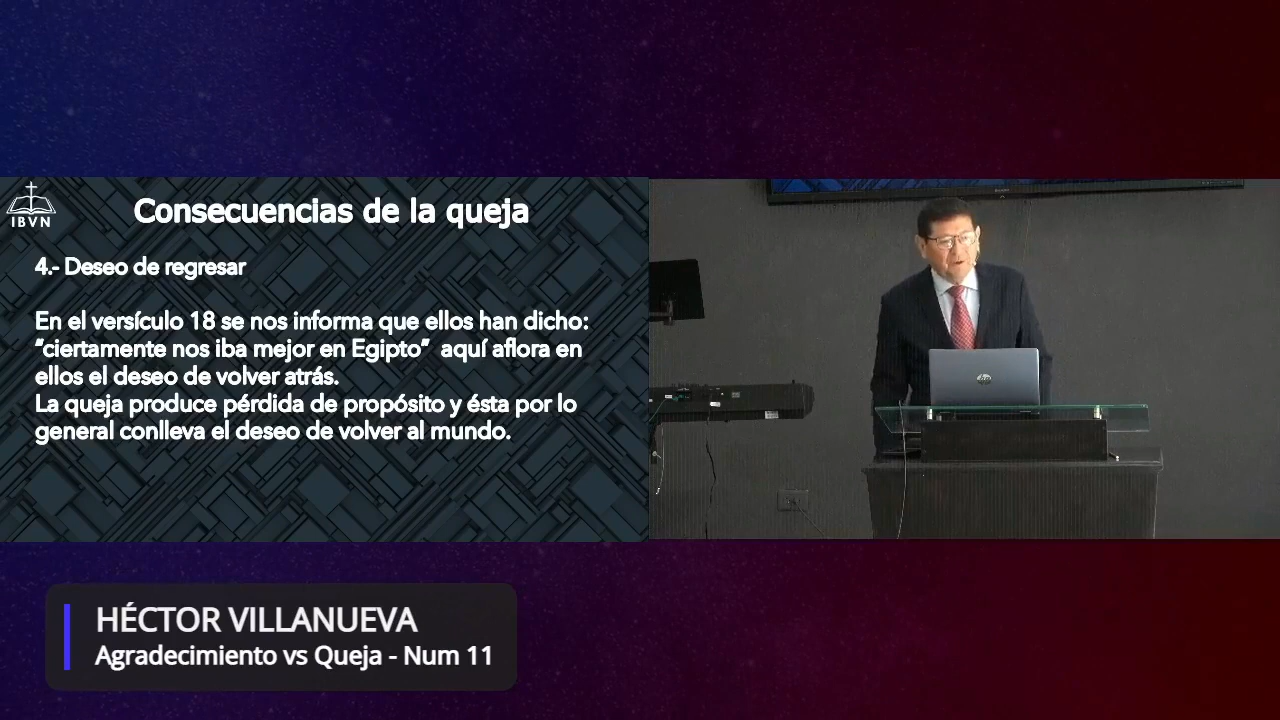 IBVN
Consecuencias de la queja
4.- Deseo de regresar
En el versículo 18 se nos informa que ellos han dicho:
“ciertamente nos iba mejor en Egipto” aquí aflora en
ellos el deseo de volver atrás.
La queja produce pérdida de propósito y ésta por lo
general conlleva el deseo de volver al mundo.
hp
HÉCTOR VILLANUEVA
Agradecimiento vs Queja - Num 11